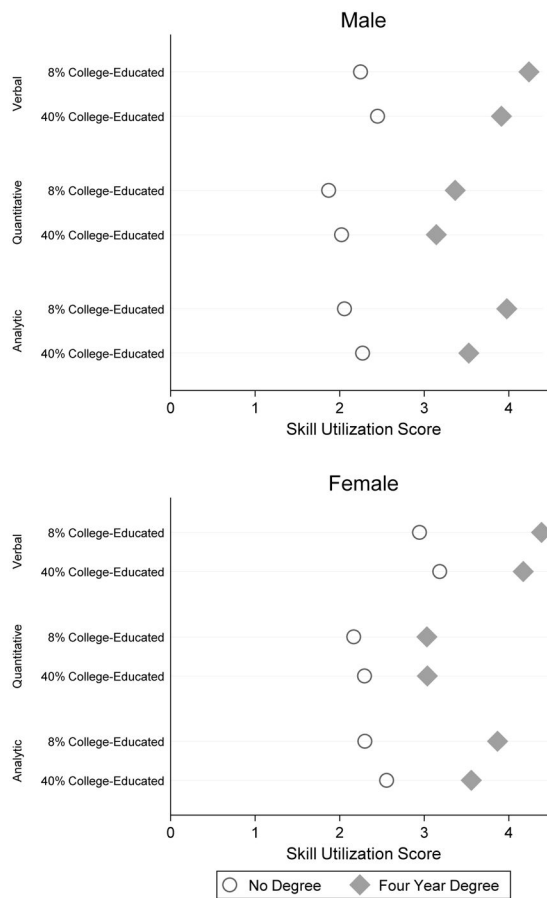 Male
Verbal
8% College-Educated
40% College-Educated
Quantitative
8% College-Educated
40% College-Educated
Analytic
8% College-Educated
40% College-Educated
0 1 2 3 4
Skill Utilization Score
Female
Verbal
8% College-Educated
40% College-Educated
Quantitative
8% College-Educated
40% College-Educated
Analytic
8% College-Educated
40% College-Educated
0 1 2 3 4
Skill Utilization Score
No Degree Four Year Degree